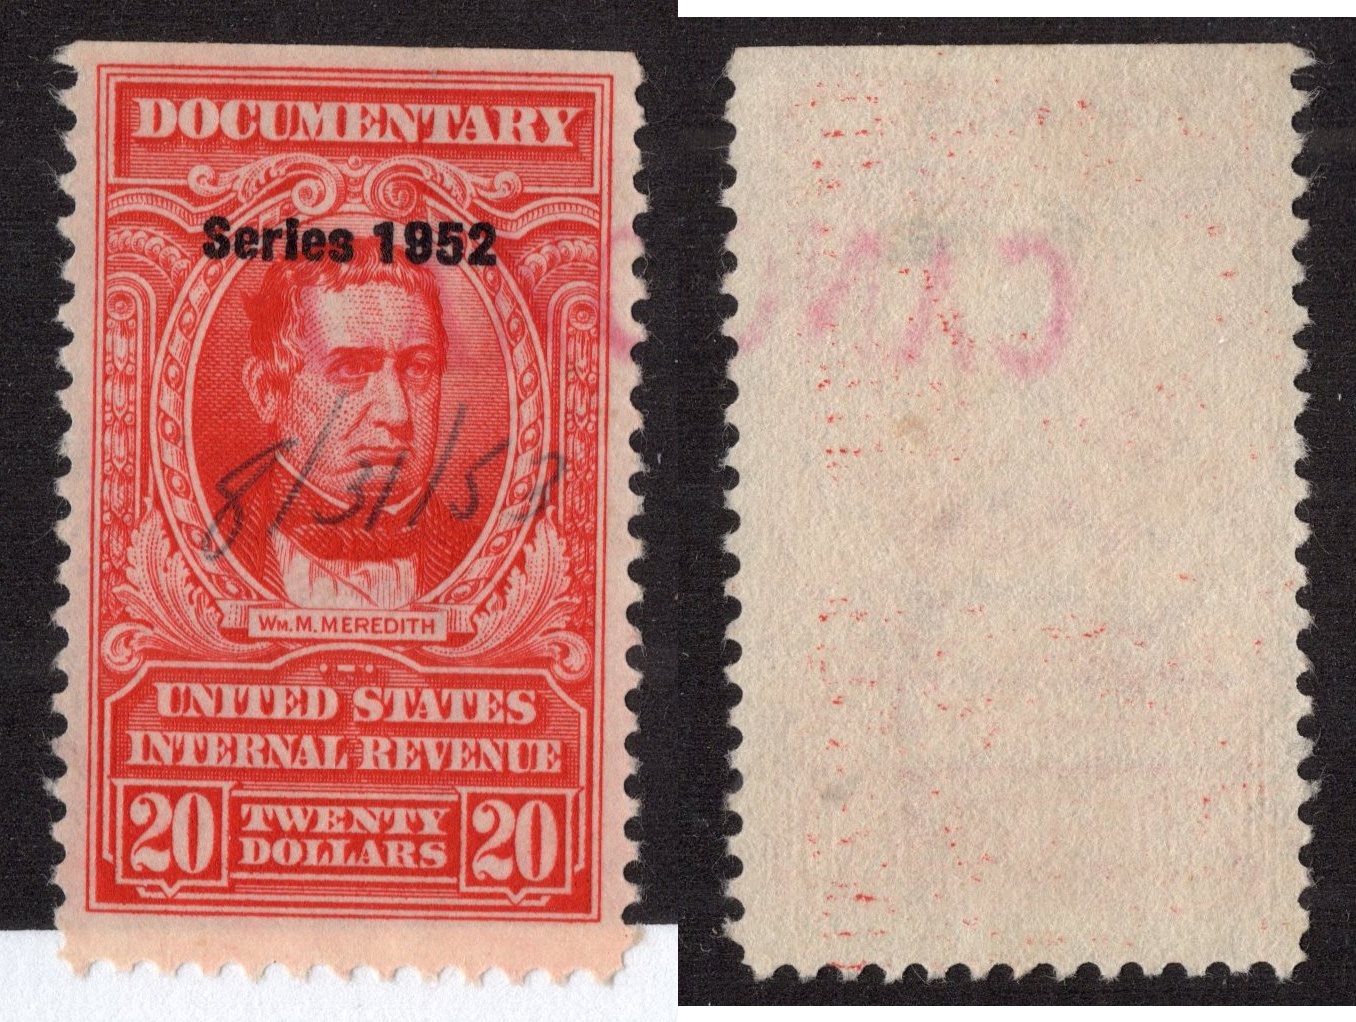 DOCUMENTARY
Series 1952
8/31/53
WM. M. MEREDITH
UNITED STATES
INTERNAL REVENUE
20 TWENTY DOLLARS 20